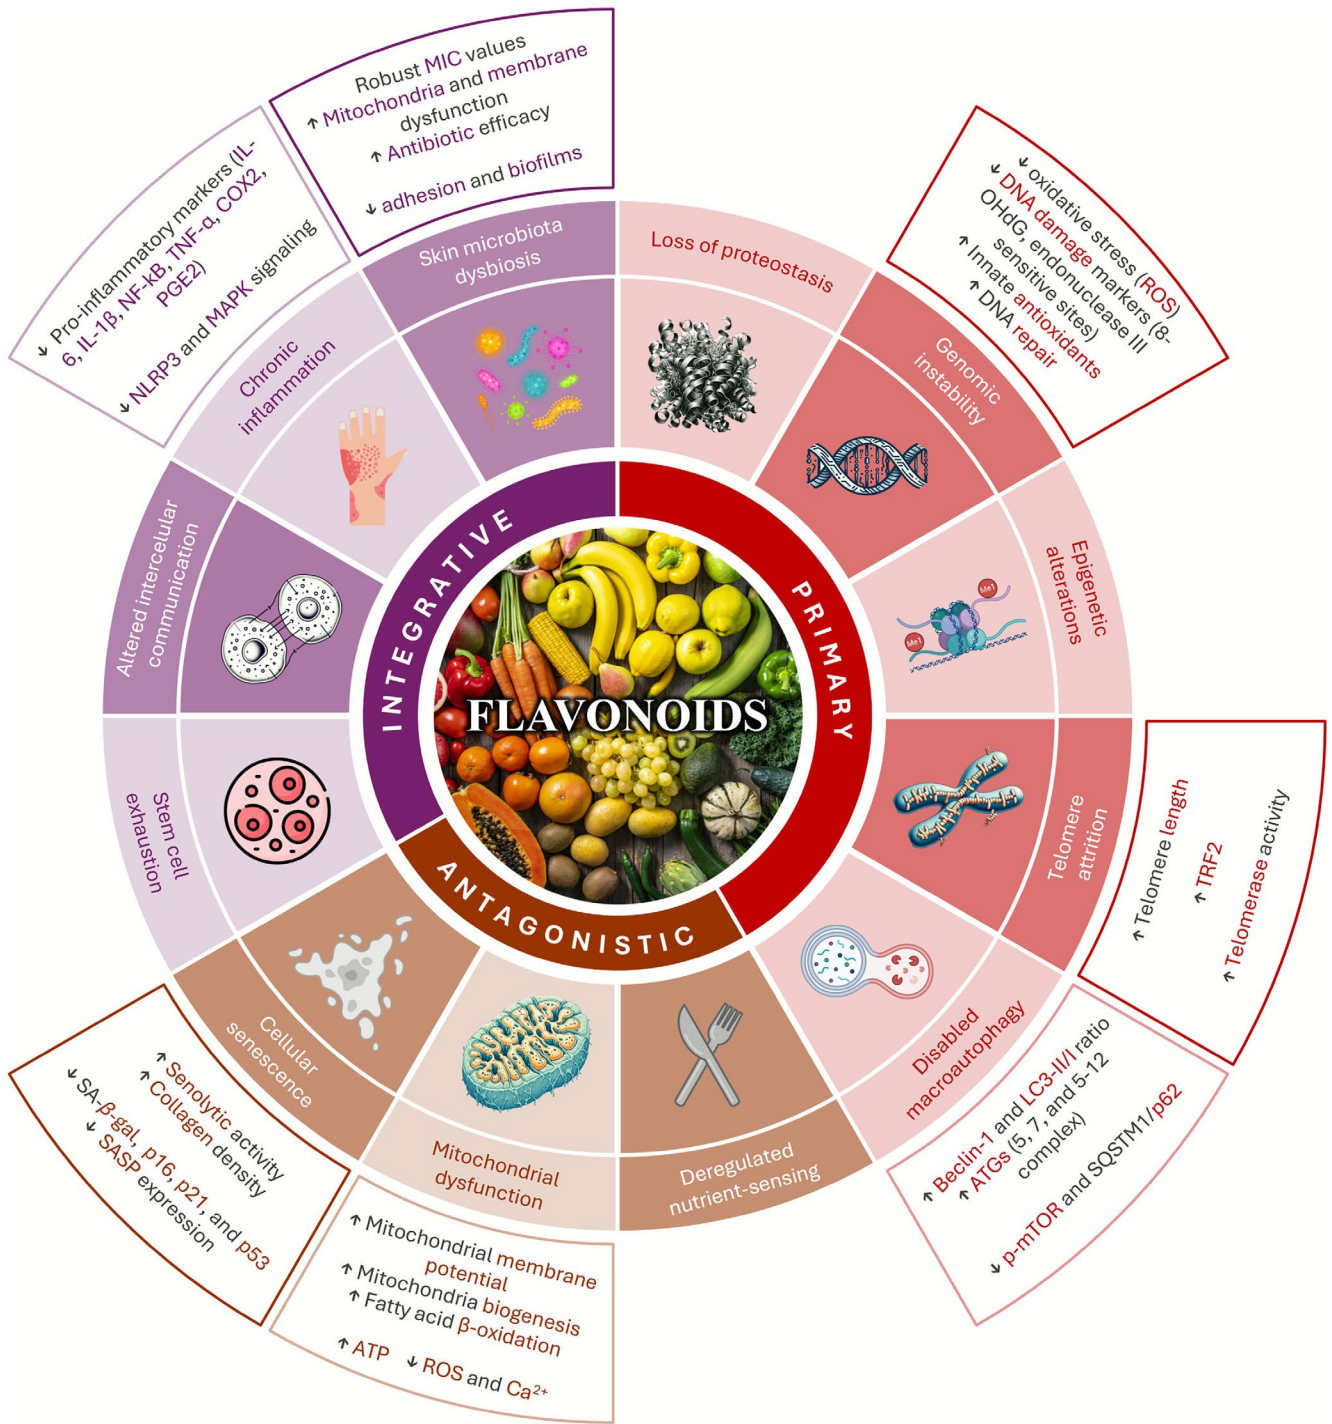 FLAVONOIDS
PRIMARY
ANTAGONISTIC
INTEGRATIVE
Loss of proteostasis
Genomic
instability
↓ oxidative stress (ROS)
↓ DNA damage markers (8-
OHdG, endonuclease III
sensitive sites)
↑ Innate antioxidants
↑ DNA repair
Epigenetic
alterations
Me1
Me1
Telomere
attrition
↑ Telomere length
↑ TRF2
↑ Telomerase activity
Disabled
macroautophagy
↑ Beclin-1 and LC3-II/I ratio
↑ ATGs (5, 7, and 5-12
complex)
↓ p-mTOR and SQSTM1/p62
Deregulated
nutrient-sensing
Mitochondrial
dysfunction
↑ Mitochondrial membrane
potential
↑ Mitochondria biogenesis
↑ Fatty acid β-oxidation
↑ ATP ↓ ROS and Ca²⁺
Cellular
senescence
↑ Senolytic activity
↑ Collagen density
↓ SA-β-gal, p16, p21, and p53
↓ SASP
expression
Stem cell
exhaustion
Altered intercellular
communication
Chronic
inflammation
↓ Pro-inflammatory markers (IL-
6, IL-1β, NF-kB, TNF-α, COX2,
PGE2)
↓ NLRP3 and MAPK signaling
Skin microbiota
dysbiosis
Robust MIC values
↑ Mitochondria and membrane
dysfunction
↑ Antibiotic efficacy
↓ adhesion and biofilms